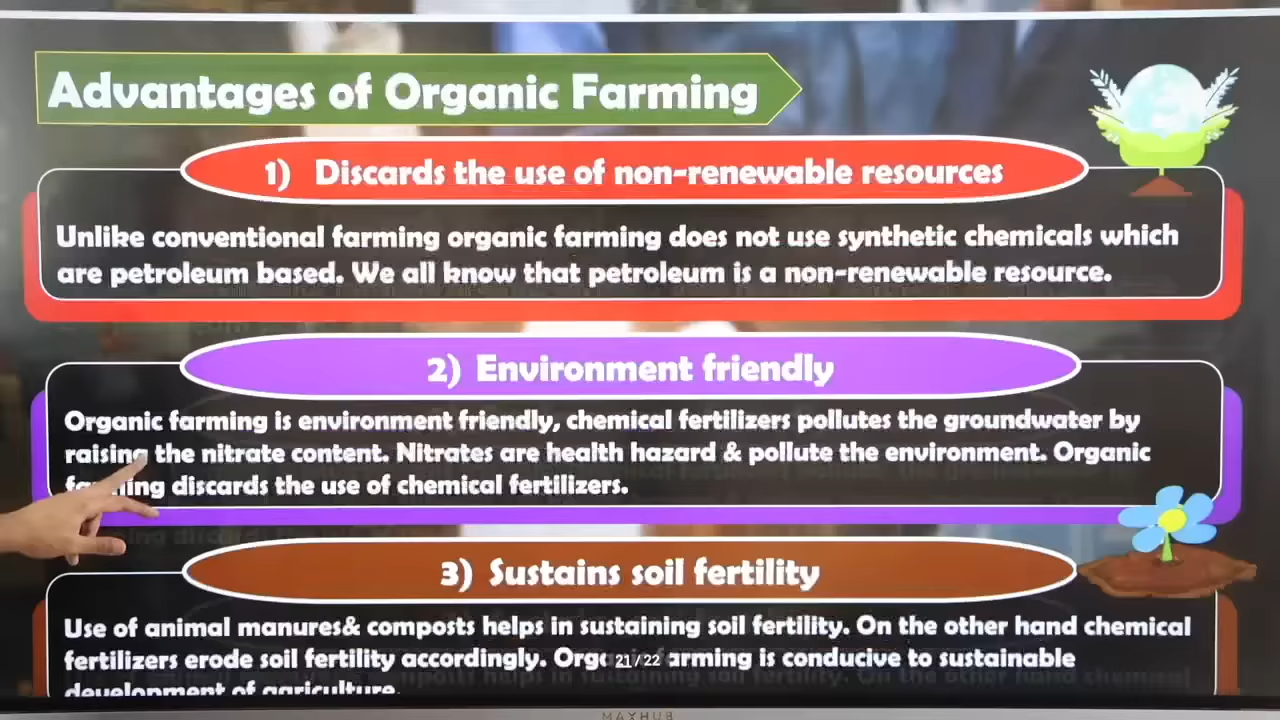 Advantages of Organic Farming
1) Discards the use of non-renewable resources
Unlike conventional farming organic farming does not use synthetic chemicals which
are petroleum based. We all know that petroleum is a non-renewable resource.
2) Environment friendly
Organic farming is environment friendly, chemical fertilizers pollutes the groundwater by
raising the nitrate content. Nitrates are health hazard & pollute the environment. Organic
farming discards the use of chemical fertilizers.
3) Sustains soil fertility
Use of animal manures& composts helps in sustaining soil fertility. On the other hand chemical
fertilizers erode soil fertility accordingly. 21/22 farming is conducive to sustainable
development of agriculture.
MAXHUB